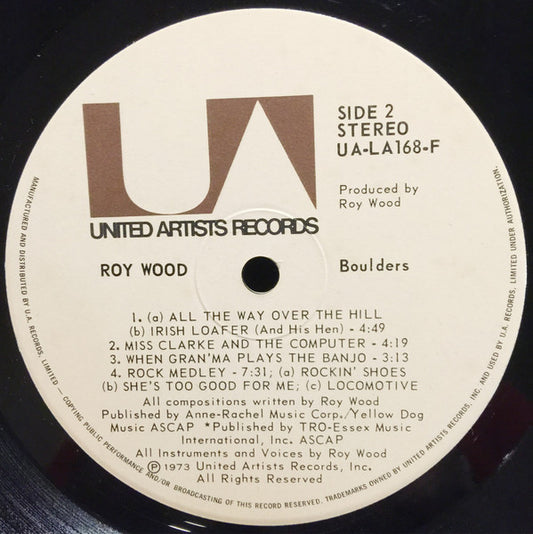 UA
SIDE 2
STEREO
UA-LA168-F
Produced by
Roy Wood
UNITED ARTISTS RECORDS
ROY WOOD
Boulders
1. (a) ALL THE WAY OVER THE HILL
(b) IRISH LOAFER (And His Hen) - 4:49
2. MISS CLARKE AND THE COMPUTER - 4:19
3. WHEN GRAN'MA PLAYS THE BANJO - 3:13
4. ROCK MEDLEY - 7:31; (a) ROCKIN' SHOES
(b) SHE'S TOO GOOD FOR ME; (c) LOCOMOTIVE
All compositions written by Roy Wood
Published by Anne-Rachel Music Corp./Yellow Dog
Music ASCAP *Published by TRO-Essex Music
International, Inc. ASCAP
All Instruments and Voices by Roy Wood
Ⓟ 1973 United Artists Records, Inc.
All Rights Reserved
MANUFACTURED AND DISTRIBUTED BY U.A. RECORDS, LIMITED – COPYING PUBLIC PERFORMANCE AND/OR BROADCASTING OF THIS RECORD RESERVED. TRADEMARKS OWNED BY UNITED ARTISTS RECORDS, INC. AND USED BY U.A. RECORDS, LIMITED UNDER AUTHORIZATION.